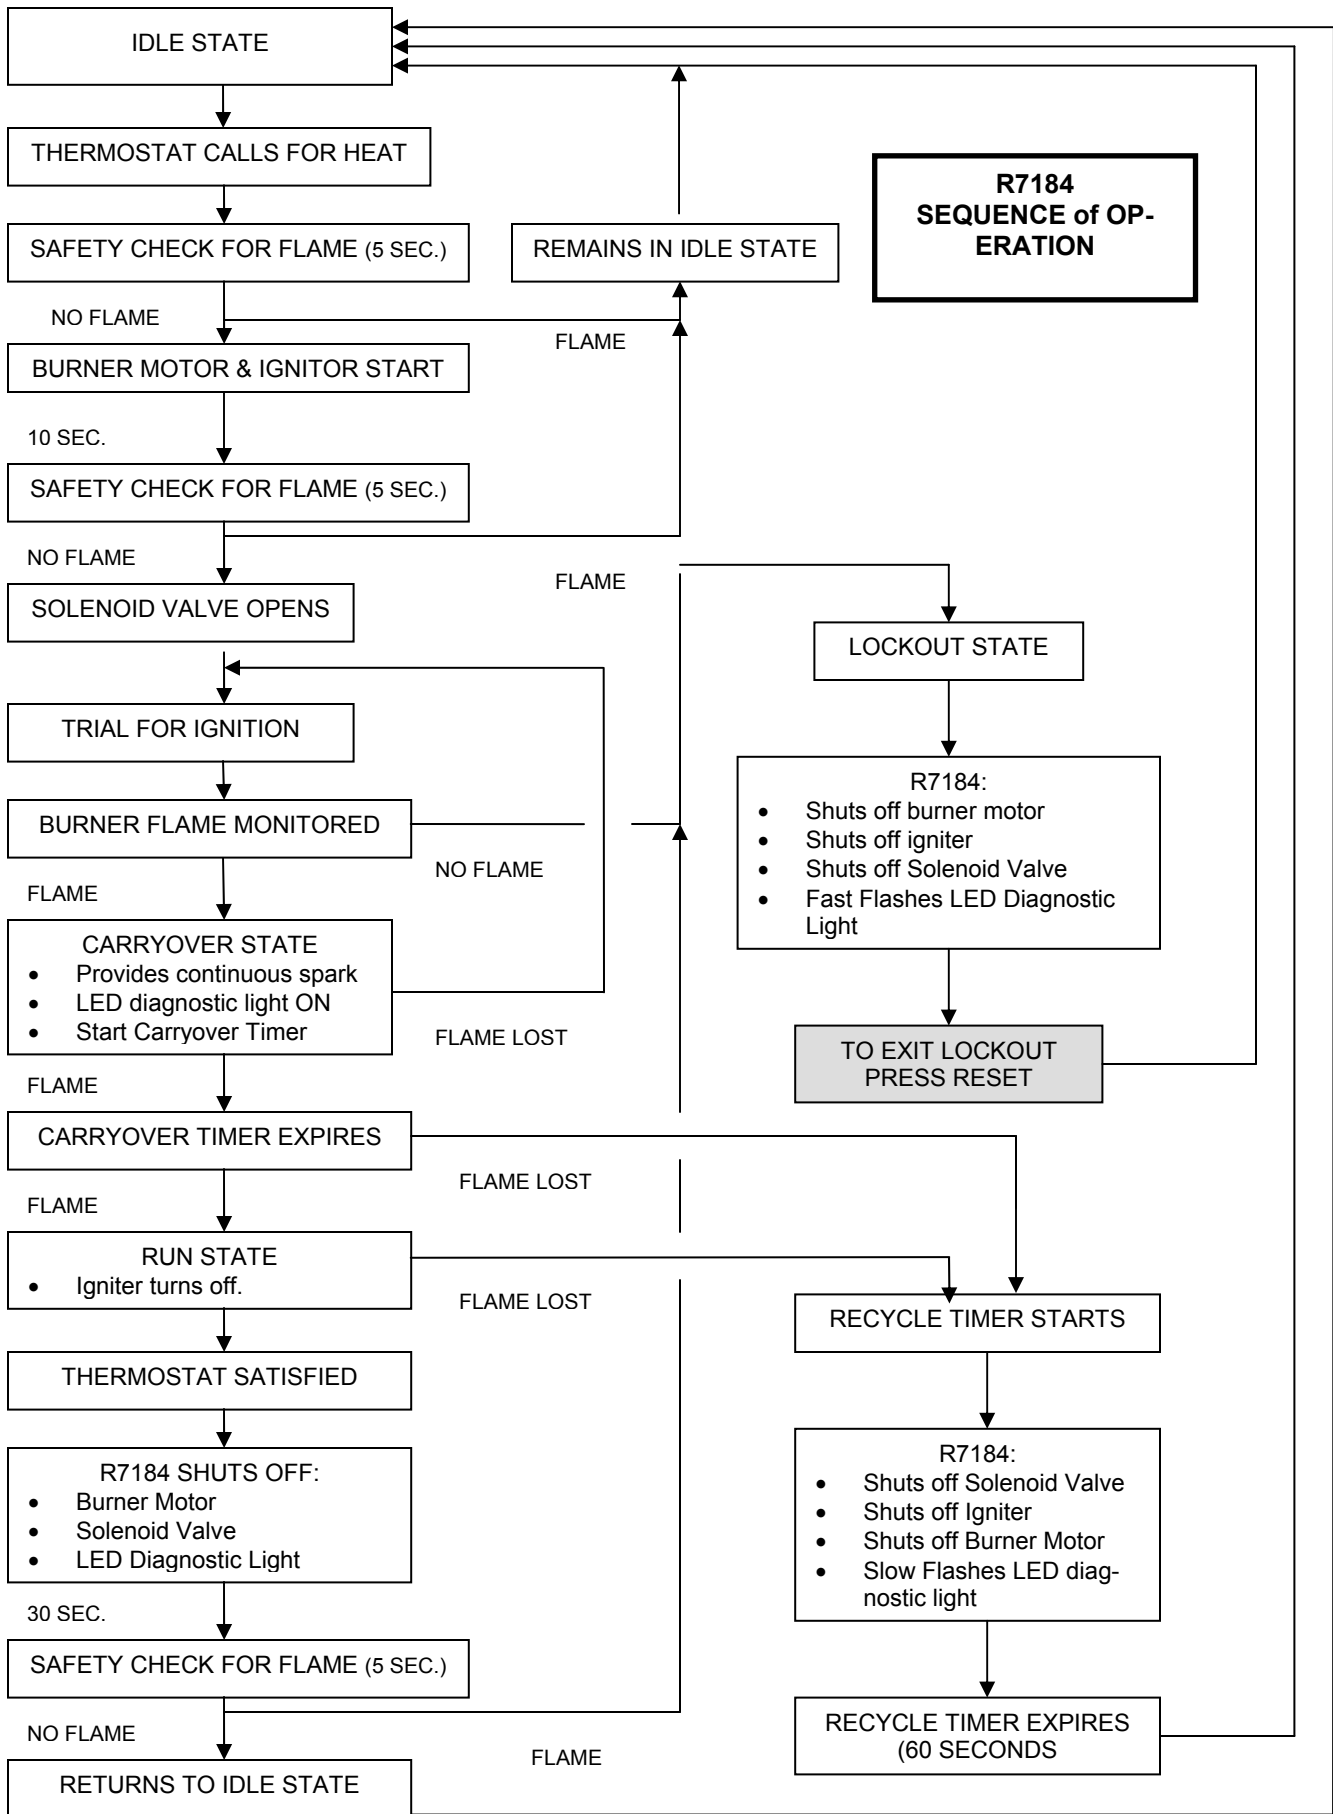 IDLE STATE
THERMOSTAT CALLS FOR HEAT
R7184
SEQUENCE of OP-
ERATION
SAFETY CHECK FOR FLAME (5 SEC.)
REMAINS IN IDLE STATE
NO FLAME
FLAME
BURNER MOTOR & IGNITOR START
10 SEC.
SAFETY CHECK FOR FLAME (5 SEC.)
NO FLAME
FLAME
SOLENOID VALVE OPENS
LOCKOUT STATE
TRIAL FOR IGNITION
R7184:
• Shuts off burner motor
• Shuts off igniter
• Shuts off Solenoid Valve
• Fast Flashes LED Diagnostic
Light
BURNER FLAME MONITORED
NO FLAME
FLAME
CARRYOVER STATE
• Provides continuous spark
• LED diagnostic light ON
• Start Carryover Timer
FLAME LOST
TO EXIT LOCKOUT
PRESS RESET
FLAME
CARRYOVER TIMER EXPIRES
FLAME LOST
FLAME
RUN STATE
• Igniter turns off.
FLAME LOST
RECYCLE TIMER STARTS
THERMOSTAT SATISFIED
R7184 SHUTS OFF:
• Burner Motor
• Solenoid Valve
• LED Diagnostic Light
R7184:
• Shuts off Solenoid Valve
• Shuts off Igniter
• Shuts off Burner Motor
• Slow Flashes LED diag-
nostic light
30 SEC.
SAFETY CHECK FOR FLAME (5 SEC.)
RECYCLE TIMER EXPIRES
(60 SECONDS
NO FLAME
FLAME
RETURNS TO IDLE STATE